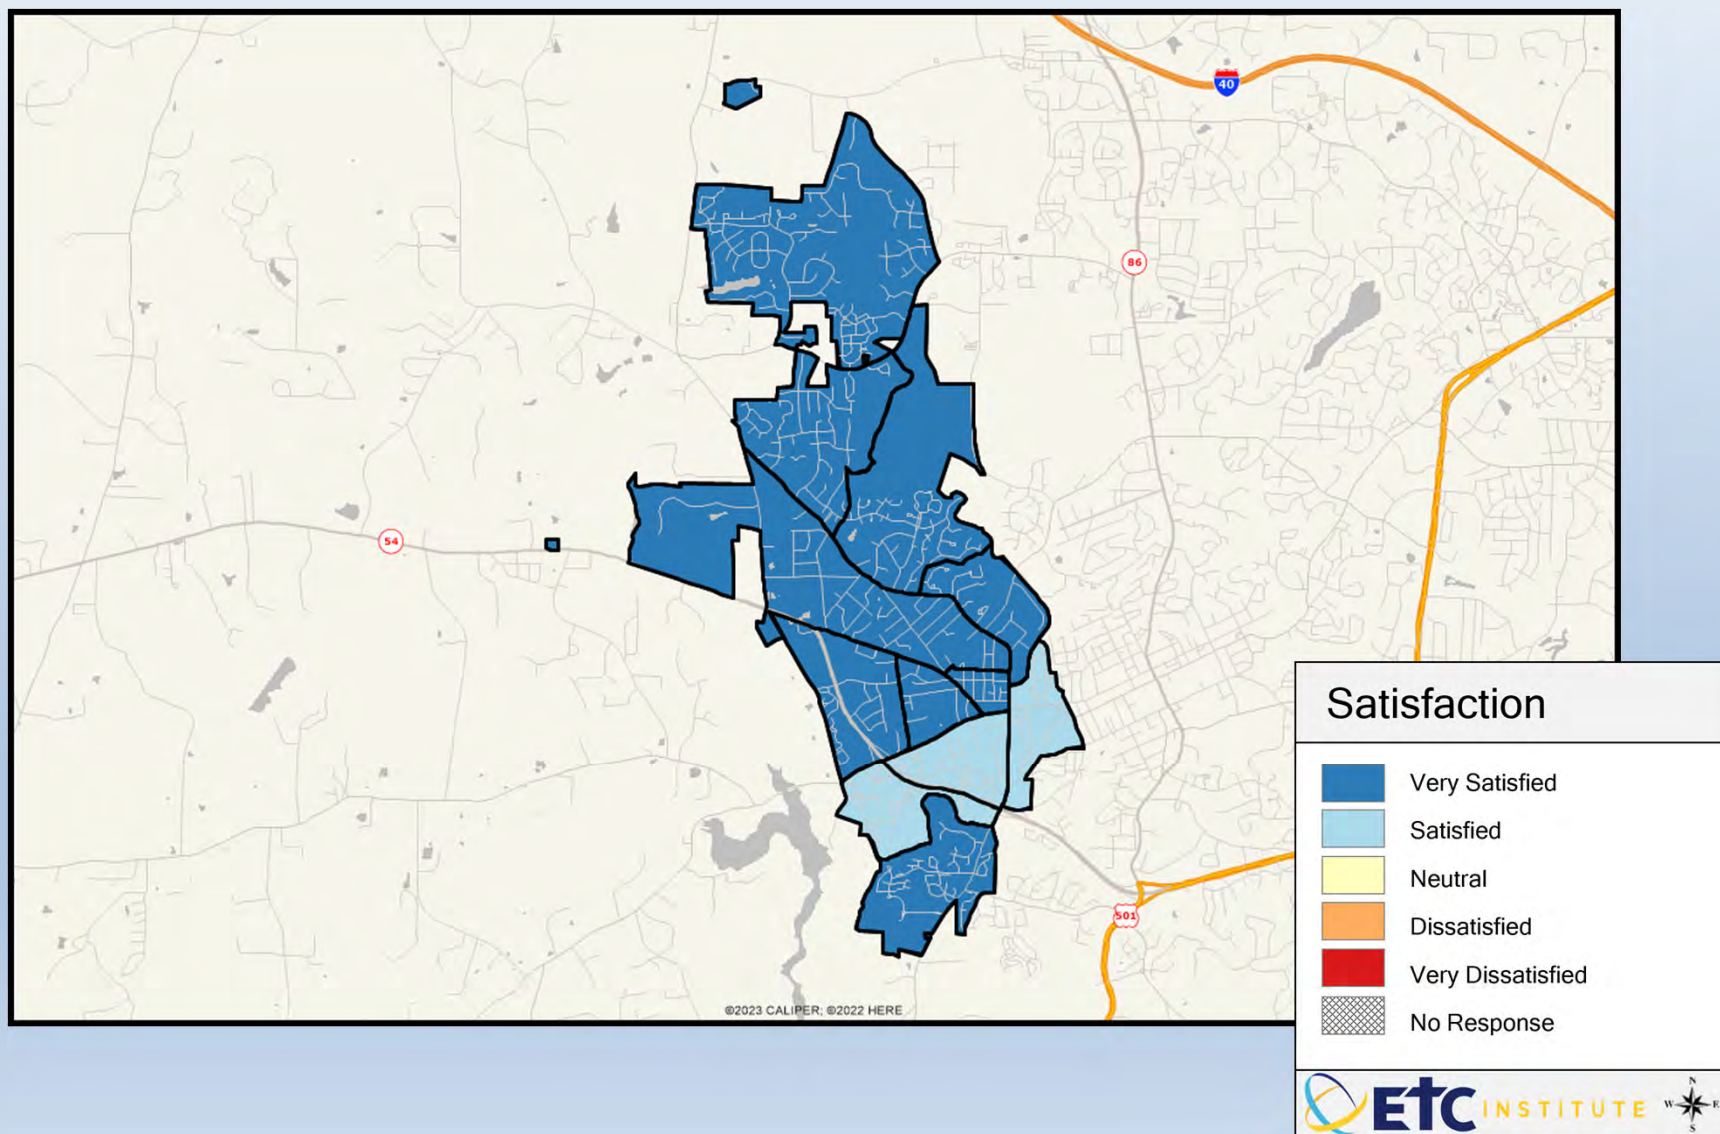 40
86
54
Satisfaction
Very Satisfied
Satisfied
Neutral
Dissatisfied
501
Very Dissatisfied
©2023 CALIPER; ©2022 HERE
No Response
ETC INSTITUTE
N
W E
S